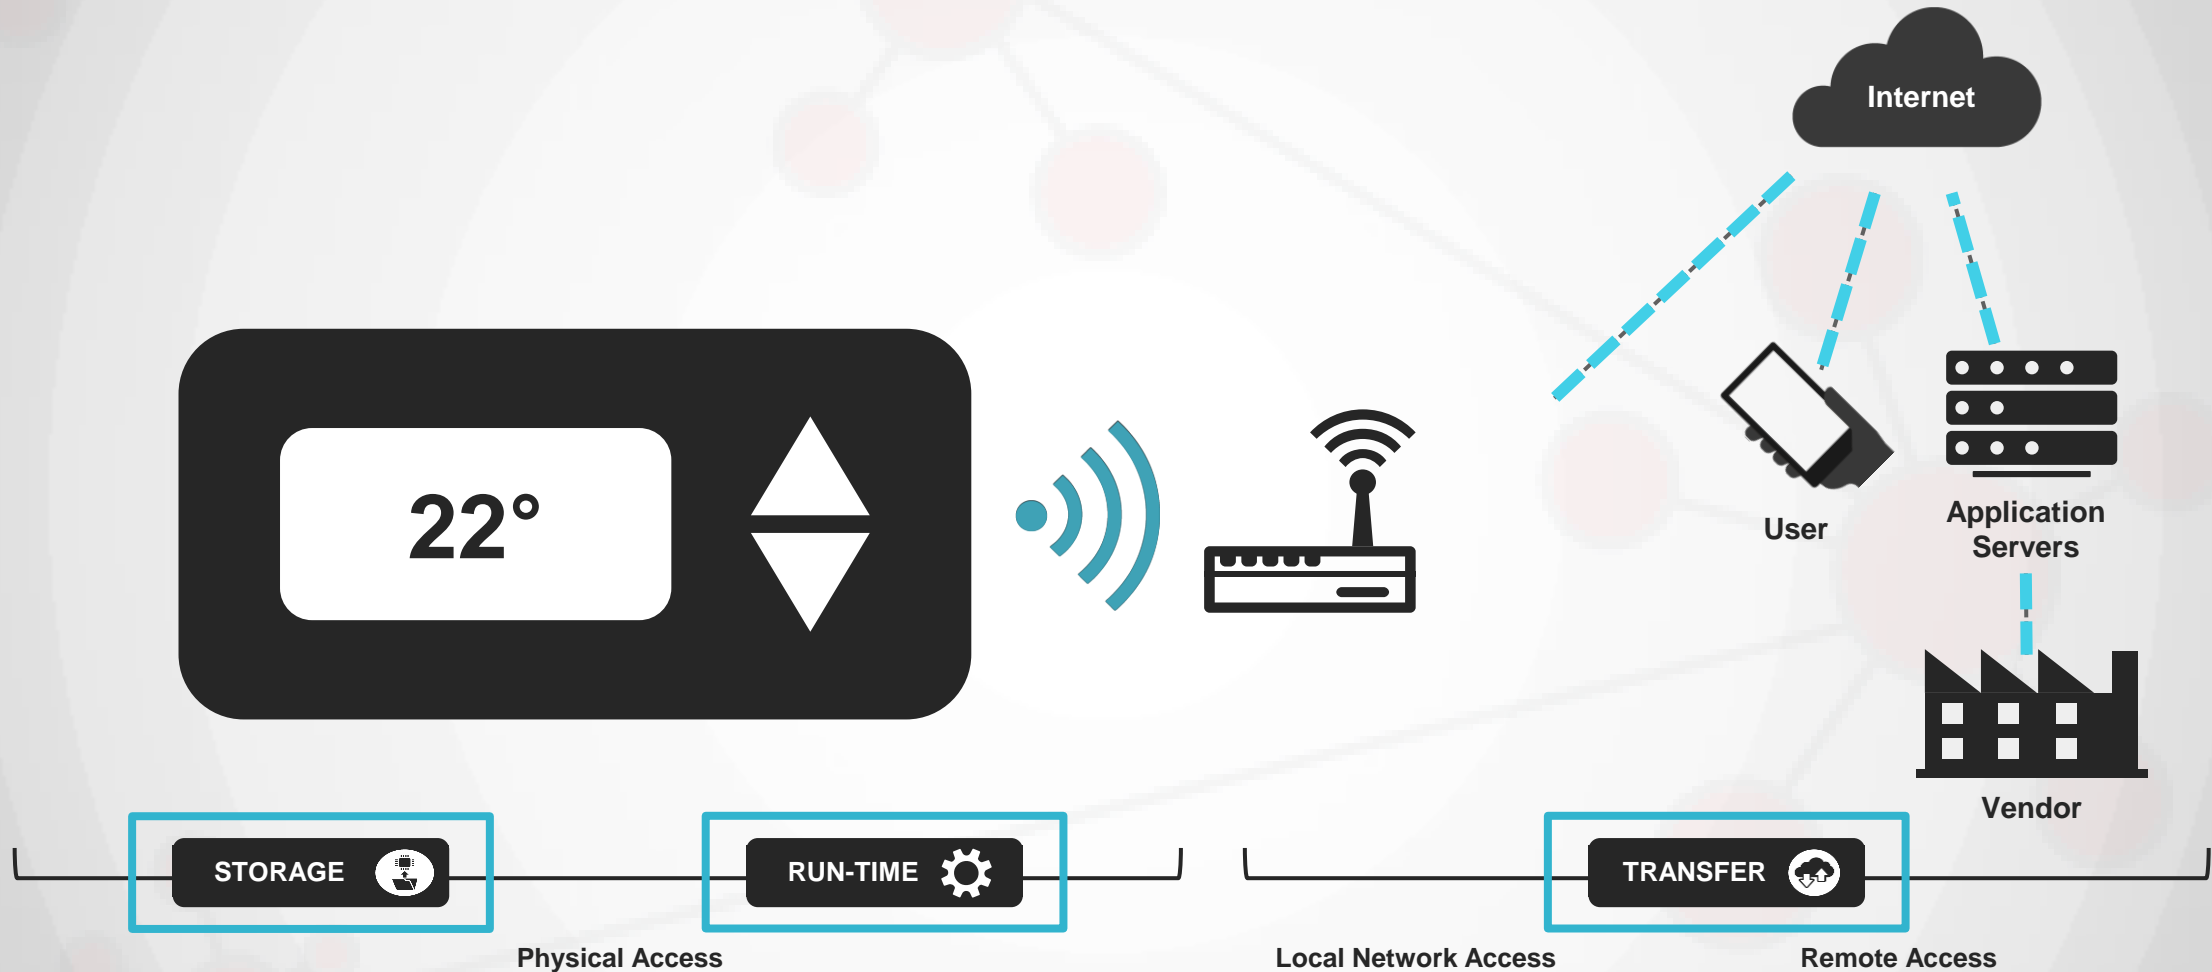 Internet
22°
User
Application
Servers
Vendor
STORAGE
RUN-TIME
TRANSFER
Physical Access
Local Network Access
Remote Access